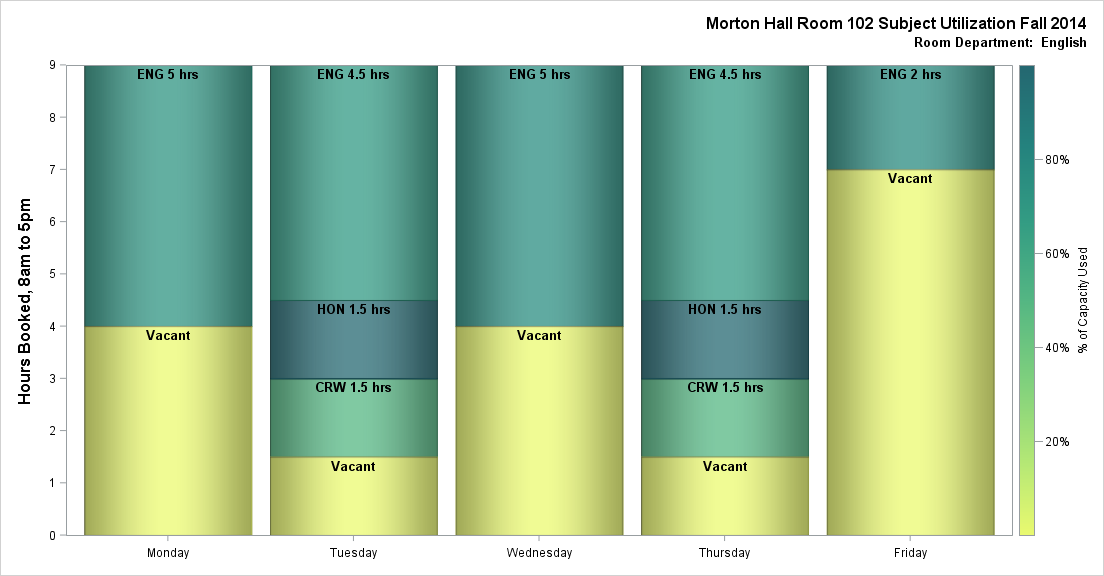 Morton Hall Room 102 Subject Utilization Fall 2014
Room Department:  English
Hours Booked, 8am to 5pm
9
8
7
6
5
4
3
2
1
0
ENG 5 hrs
Vacant
ENG 4.5 hrs
HON 1.5 hrs
CRW 1.5 hrs
Vacant
ENG 5 hrs
Vacant
ENG 4.5 hrs
HON 1.5 hrs
CRW 1.5 hrs
Vacant
ENG 2 hrs
Vacant
Monday
Tuesday
Wednesday
Thursday
Friday
80%
60%
40%
20%
% of Capacity Used